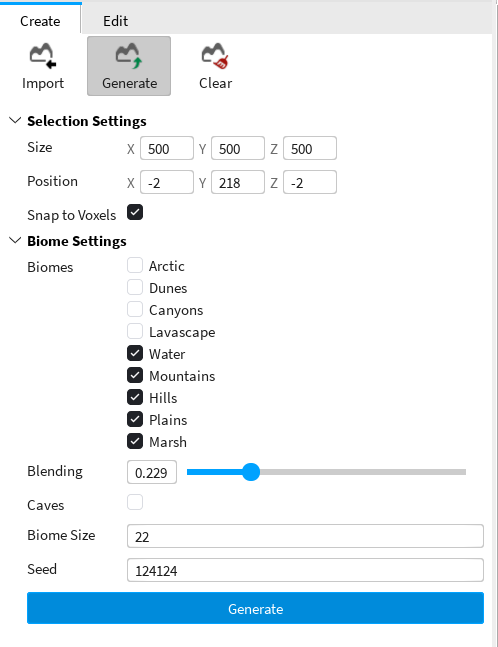 Create Edit
Import Generate Clear
Selection Settings
Size X 500 Y 500 Z 500
Position X -2 Y 218 Z -2
Snap to Voxels
Biome Settings
Biomes Arctic
Dunes
Canyons
Lavascape
Water
Mountains
Hills
Plains
Marsh
Blending 0.229
Caves
Biome Size 22
Seed 124124
Generate